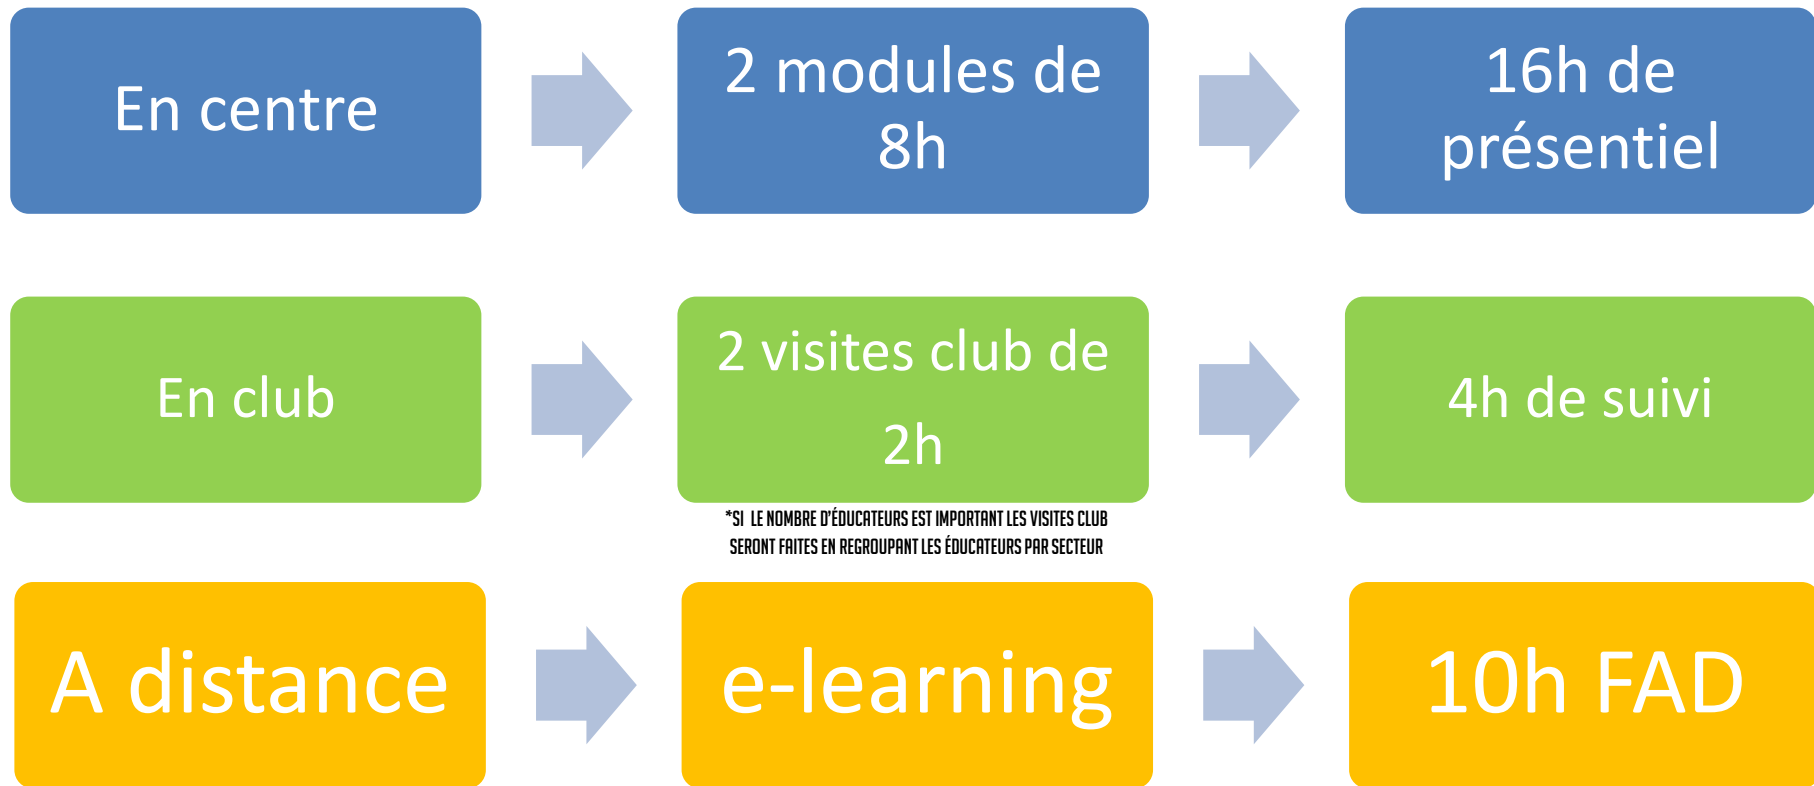 En centre
2 modules de
8h
16h de
présentiel
En club
2 visites club de
2h
4h de suivi
*SI LE NOMBRE D'ÉDUCATEURS EST IMPORTANT LES VISITES CLUB
SERONT FAITES EN REGROUPANT LES ÉDUCATEURS PAR SECTEUR
A distance
e-learning
10h FAD